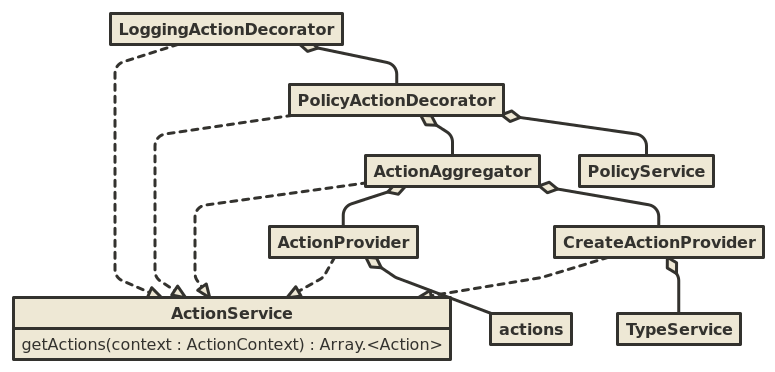 LoggingActionDecorator
PolicyActionDecorator
ActionAggregator
PolicyService
ActionProvider
CreateActionProvider
ActionService
getActions(context : ActionContext) : Array.<Action>
actions
TypeService